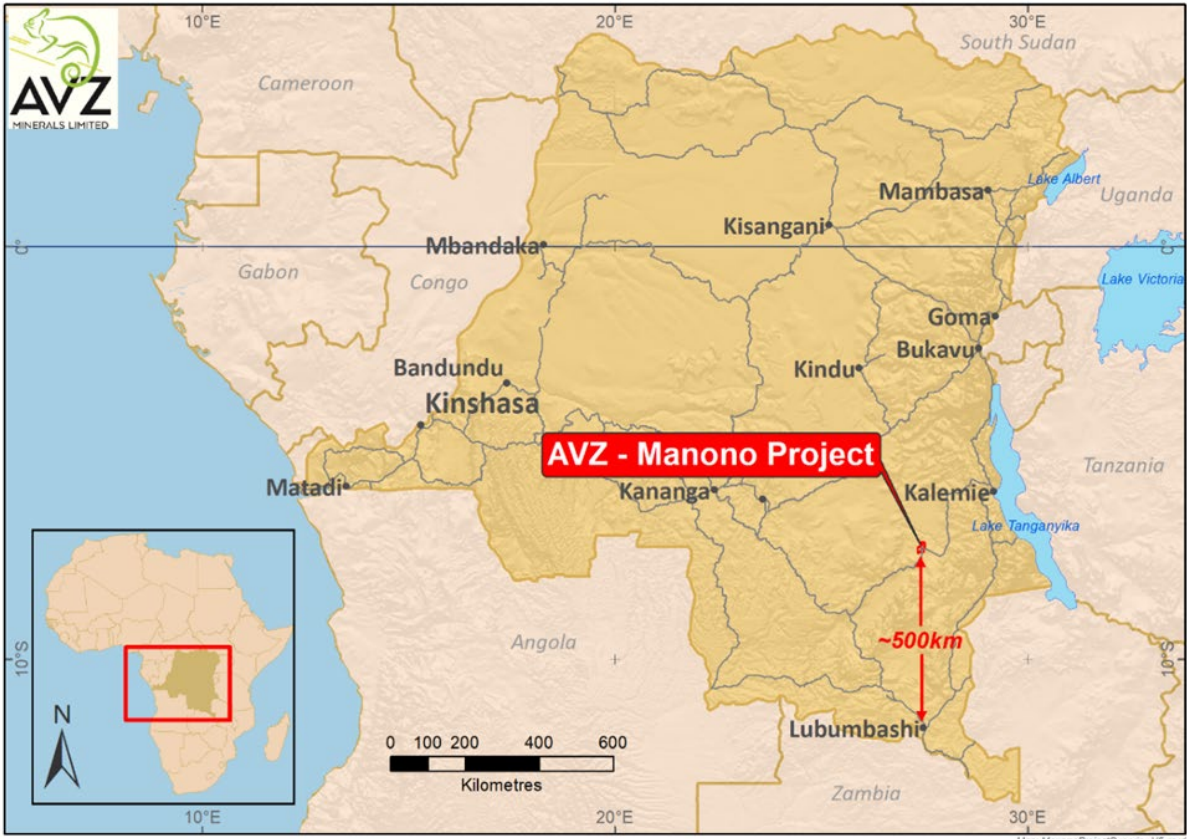 10°E
20°E
30°E
AVZ
MINERALS LIMITED
South Sudan
Cameroon
Lake Albert
Mambasa
Uganda
Kisangani
Mbandaka
0°
0°
Gabon
Congo
Lake Victoria
Goma
Bukavu
Bandundu
Kindu
Kinshasa
AVZ - Manono Project
Tanzania
Matadi
Kananga
Kalemie
Lake Tanganyika
Angola
~500km
10°S
10°S
N
Lubumbashi
0 100 200 400 600
Kilometres
Zambia
10°E
20°E
30°E